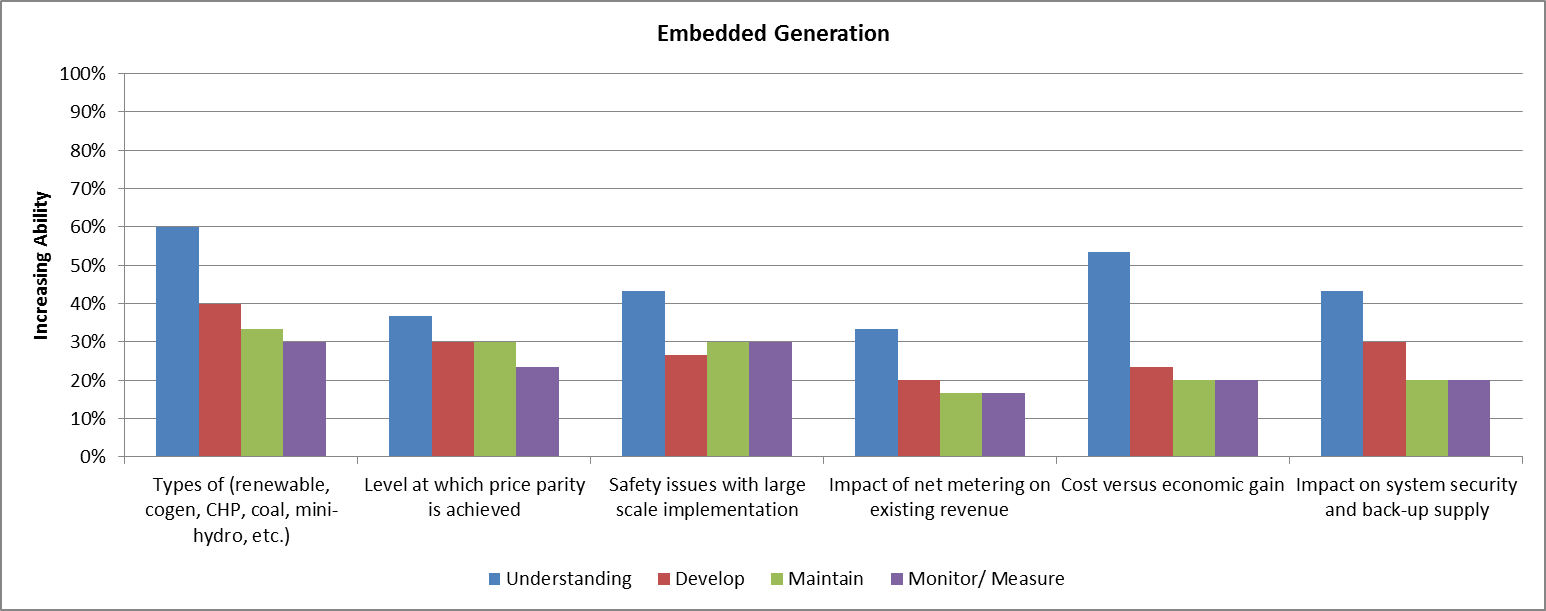 Embedded Generation
100%
90%
80%
70%
60%
50%
40%
30%
20%
10%
0%
Increasing Ability
Types of (renewable,
cogen, CHP, coal, mini-
hydro, etc.)
Level at which price parity
is achieved
Safety issues with large
scale implementation
Impact of net metering on
existing revenue
Cost versus economic gain
Impact on system security
and back-up supply
Understanding
Develop
Maintain
Monitor/ Measure